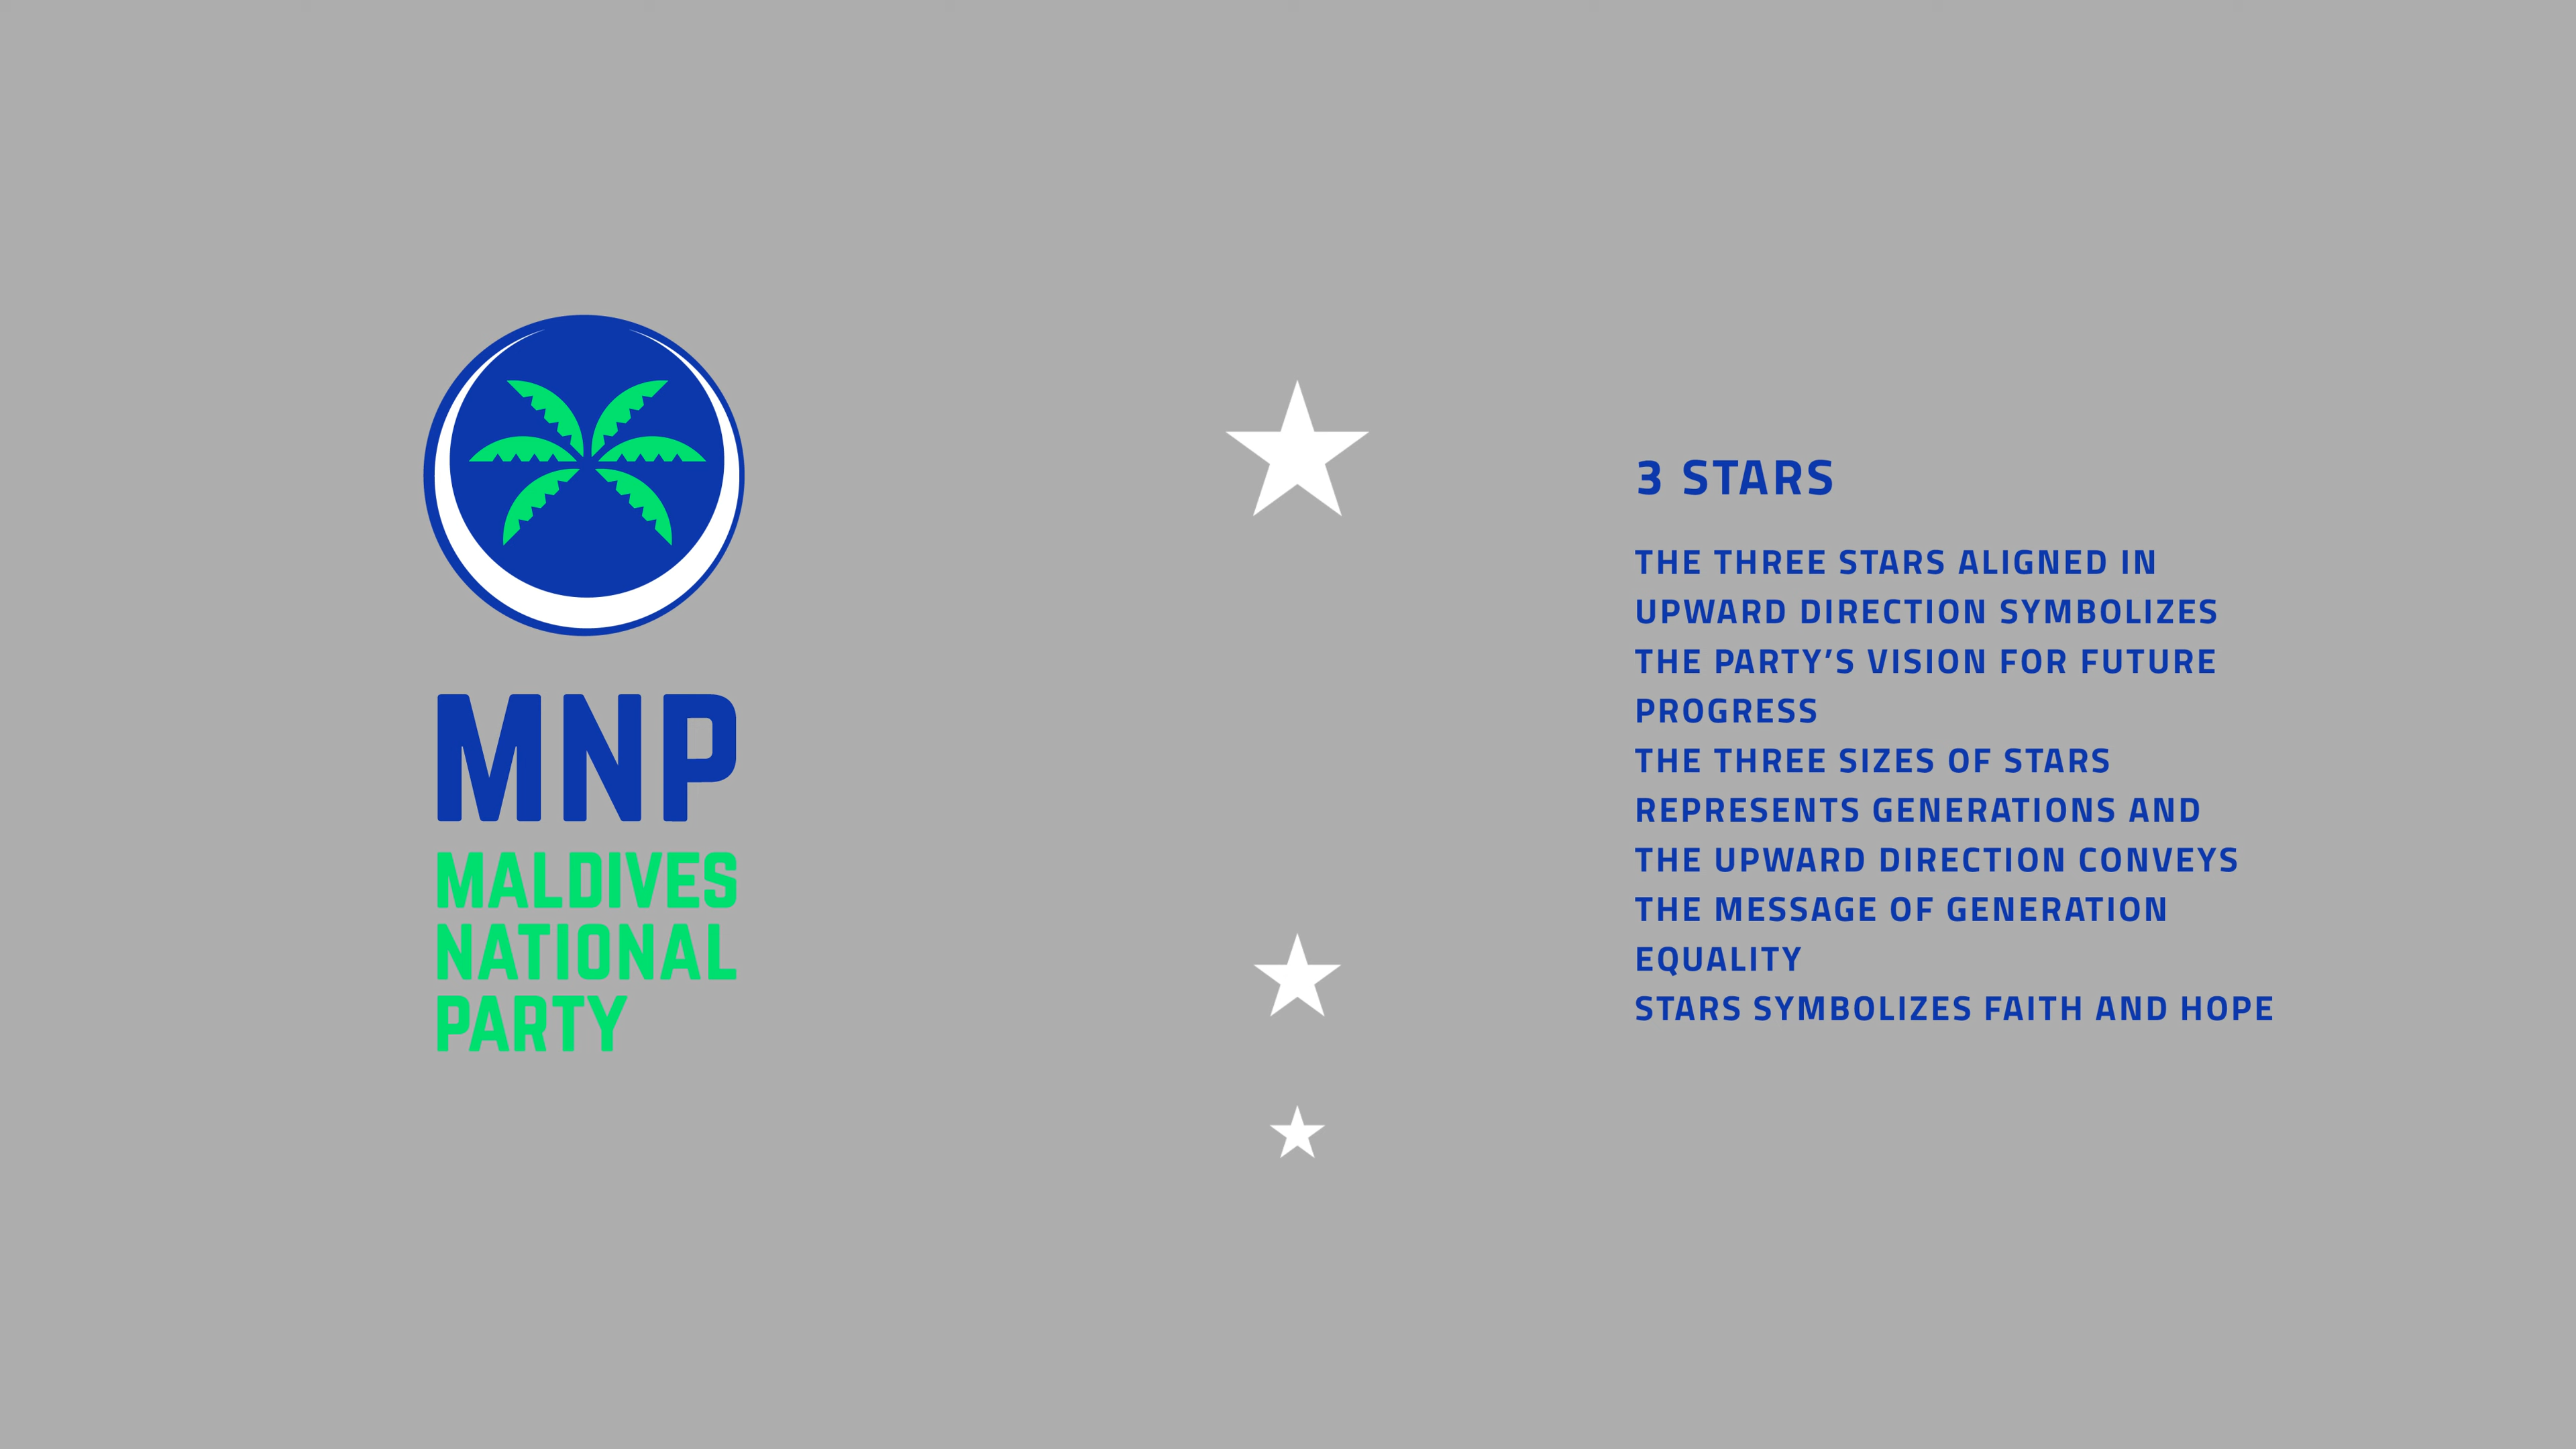 MNP
MALDIVES
NATIONAL
PARTY
3 STARS
THE THREE STARS ALIGNED IN
UPWARD DIRECTION SYMBOLIZES
THE PARTY’S VISION FOR FUTURE
PROGRESS
THE THREE SIZES OF STARS
REPRESENTS GENERATIONS AND
THE UPWARD DIRECTION CONVEYS
THE MESSAGE OF GENERATION
EQUALITY
STARS SYMBOLIZES FAITH AND HOPE